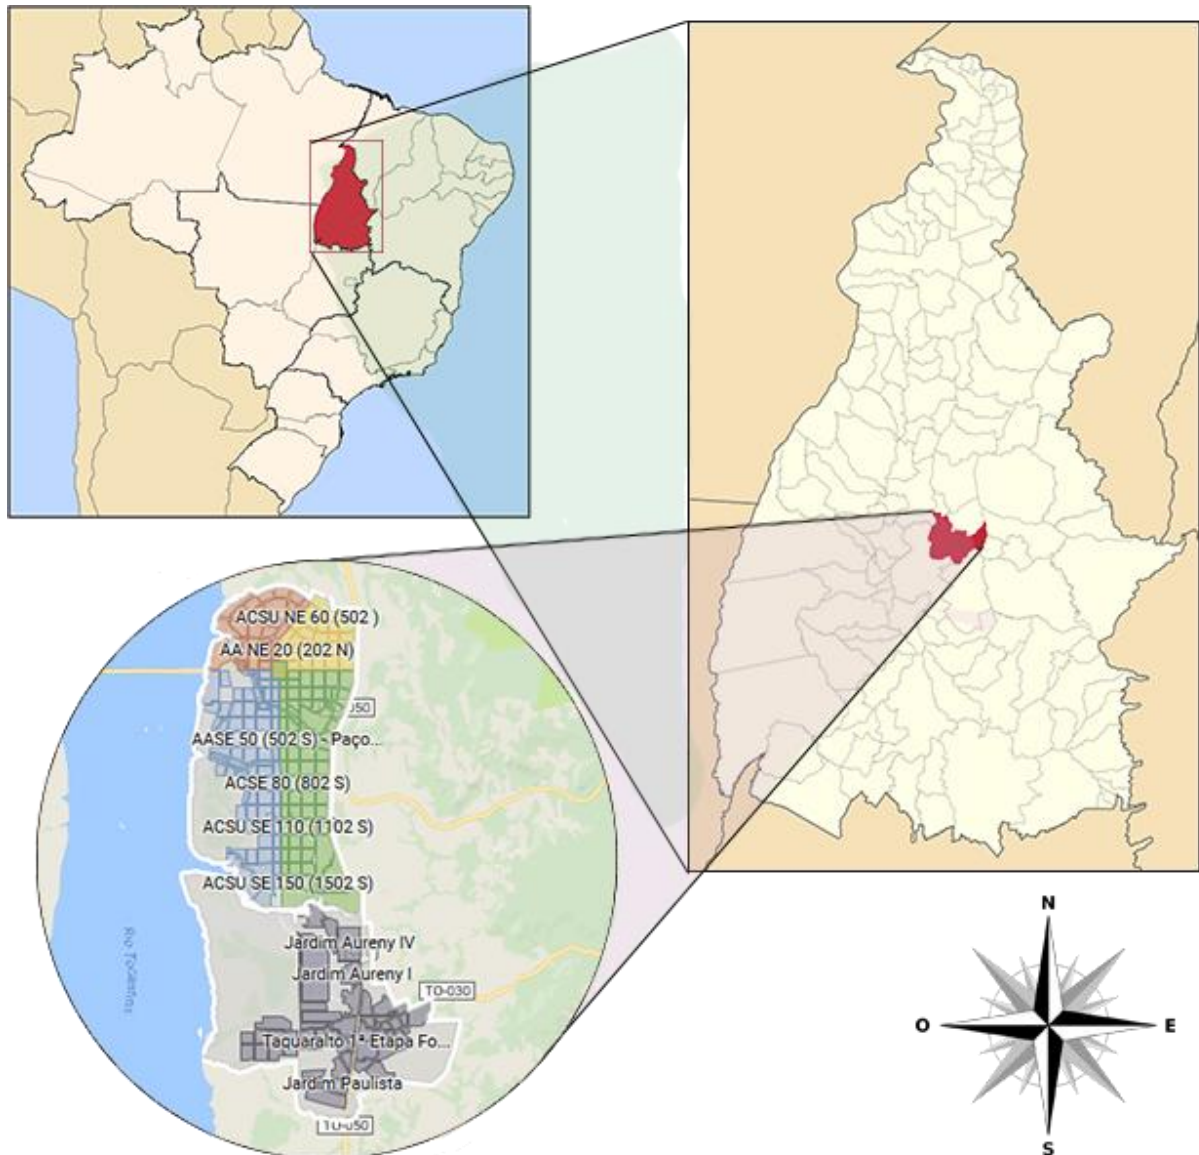 ACSU NE 60 (502 )
AA NE 20 (202 N)
050
AASE 50 (502 S) - Paço...
ACSE 80 (802 S)
ACSU SE 110 (1102 S)
ACSU SE 150 (1502 S)
Jardim Aureny IV
Jardim Aureny I
Rio Tocantins
TO-030
Taquaralto 1ª Etapa Fo...
Jardim Paulista
TO-050
N
O
E
S